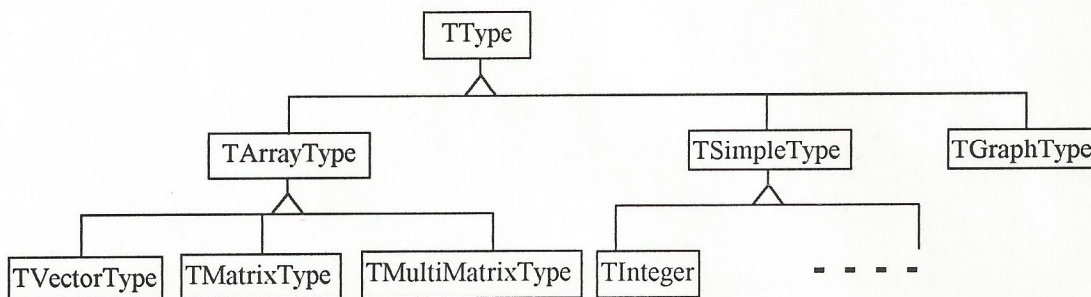 TType
TArrayType
TSimpleType
TGraphType
TVectorType
TMatrixType
TMultiMatrixType
TInteger